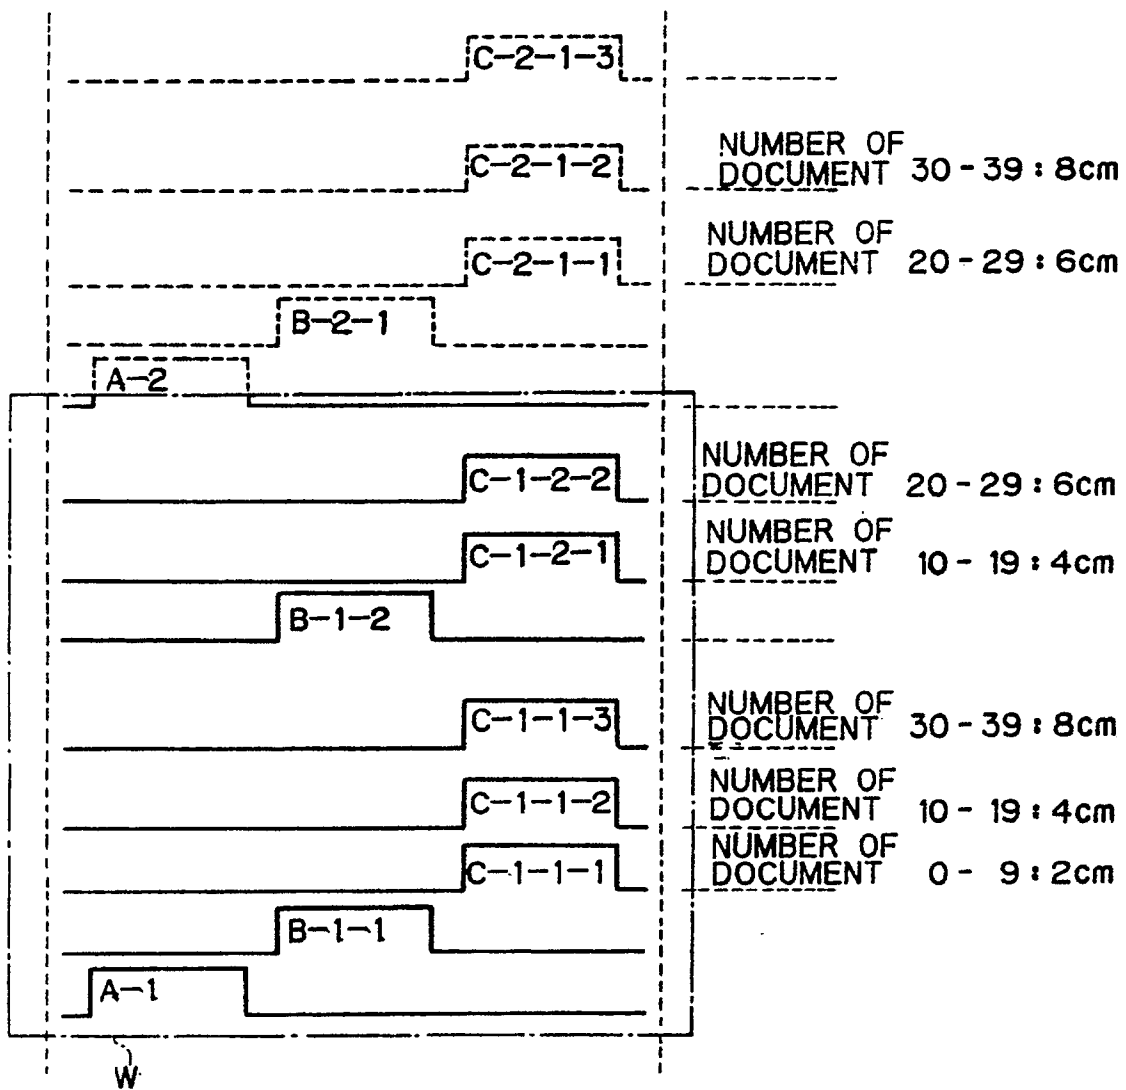 C-2-1-3
C-2-1-2
NUMBER OF
DOCUMENT 30-39:8cm
C-2-1-1
NUMBER OF
DOCUMENT 20-29:6cm
B-2-1
A-2
C-1-2-2
NUMBER OF
DOCUMENT 20-29:6cm
C-1-2-1
NUMBER OF
DOCUMENT 10-19:4cm
B-1-2
C-1-1-3
NUMBER OF
DOCUMENT 30-39:8cm
C-1-1-2
NUMBER OF
DOCUMENT 10-19:4cm
C-1-1-1
NUMBER OF
DOCUMENT 0-9:2cm
B-1-1
A-1
W